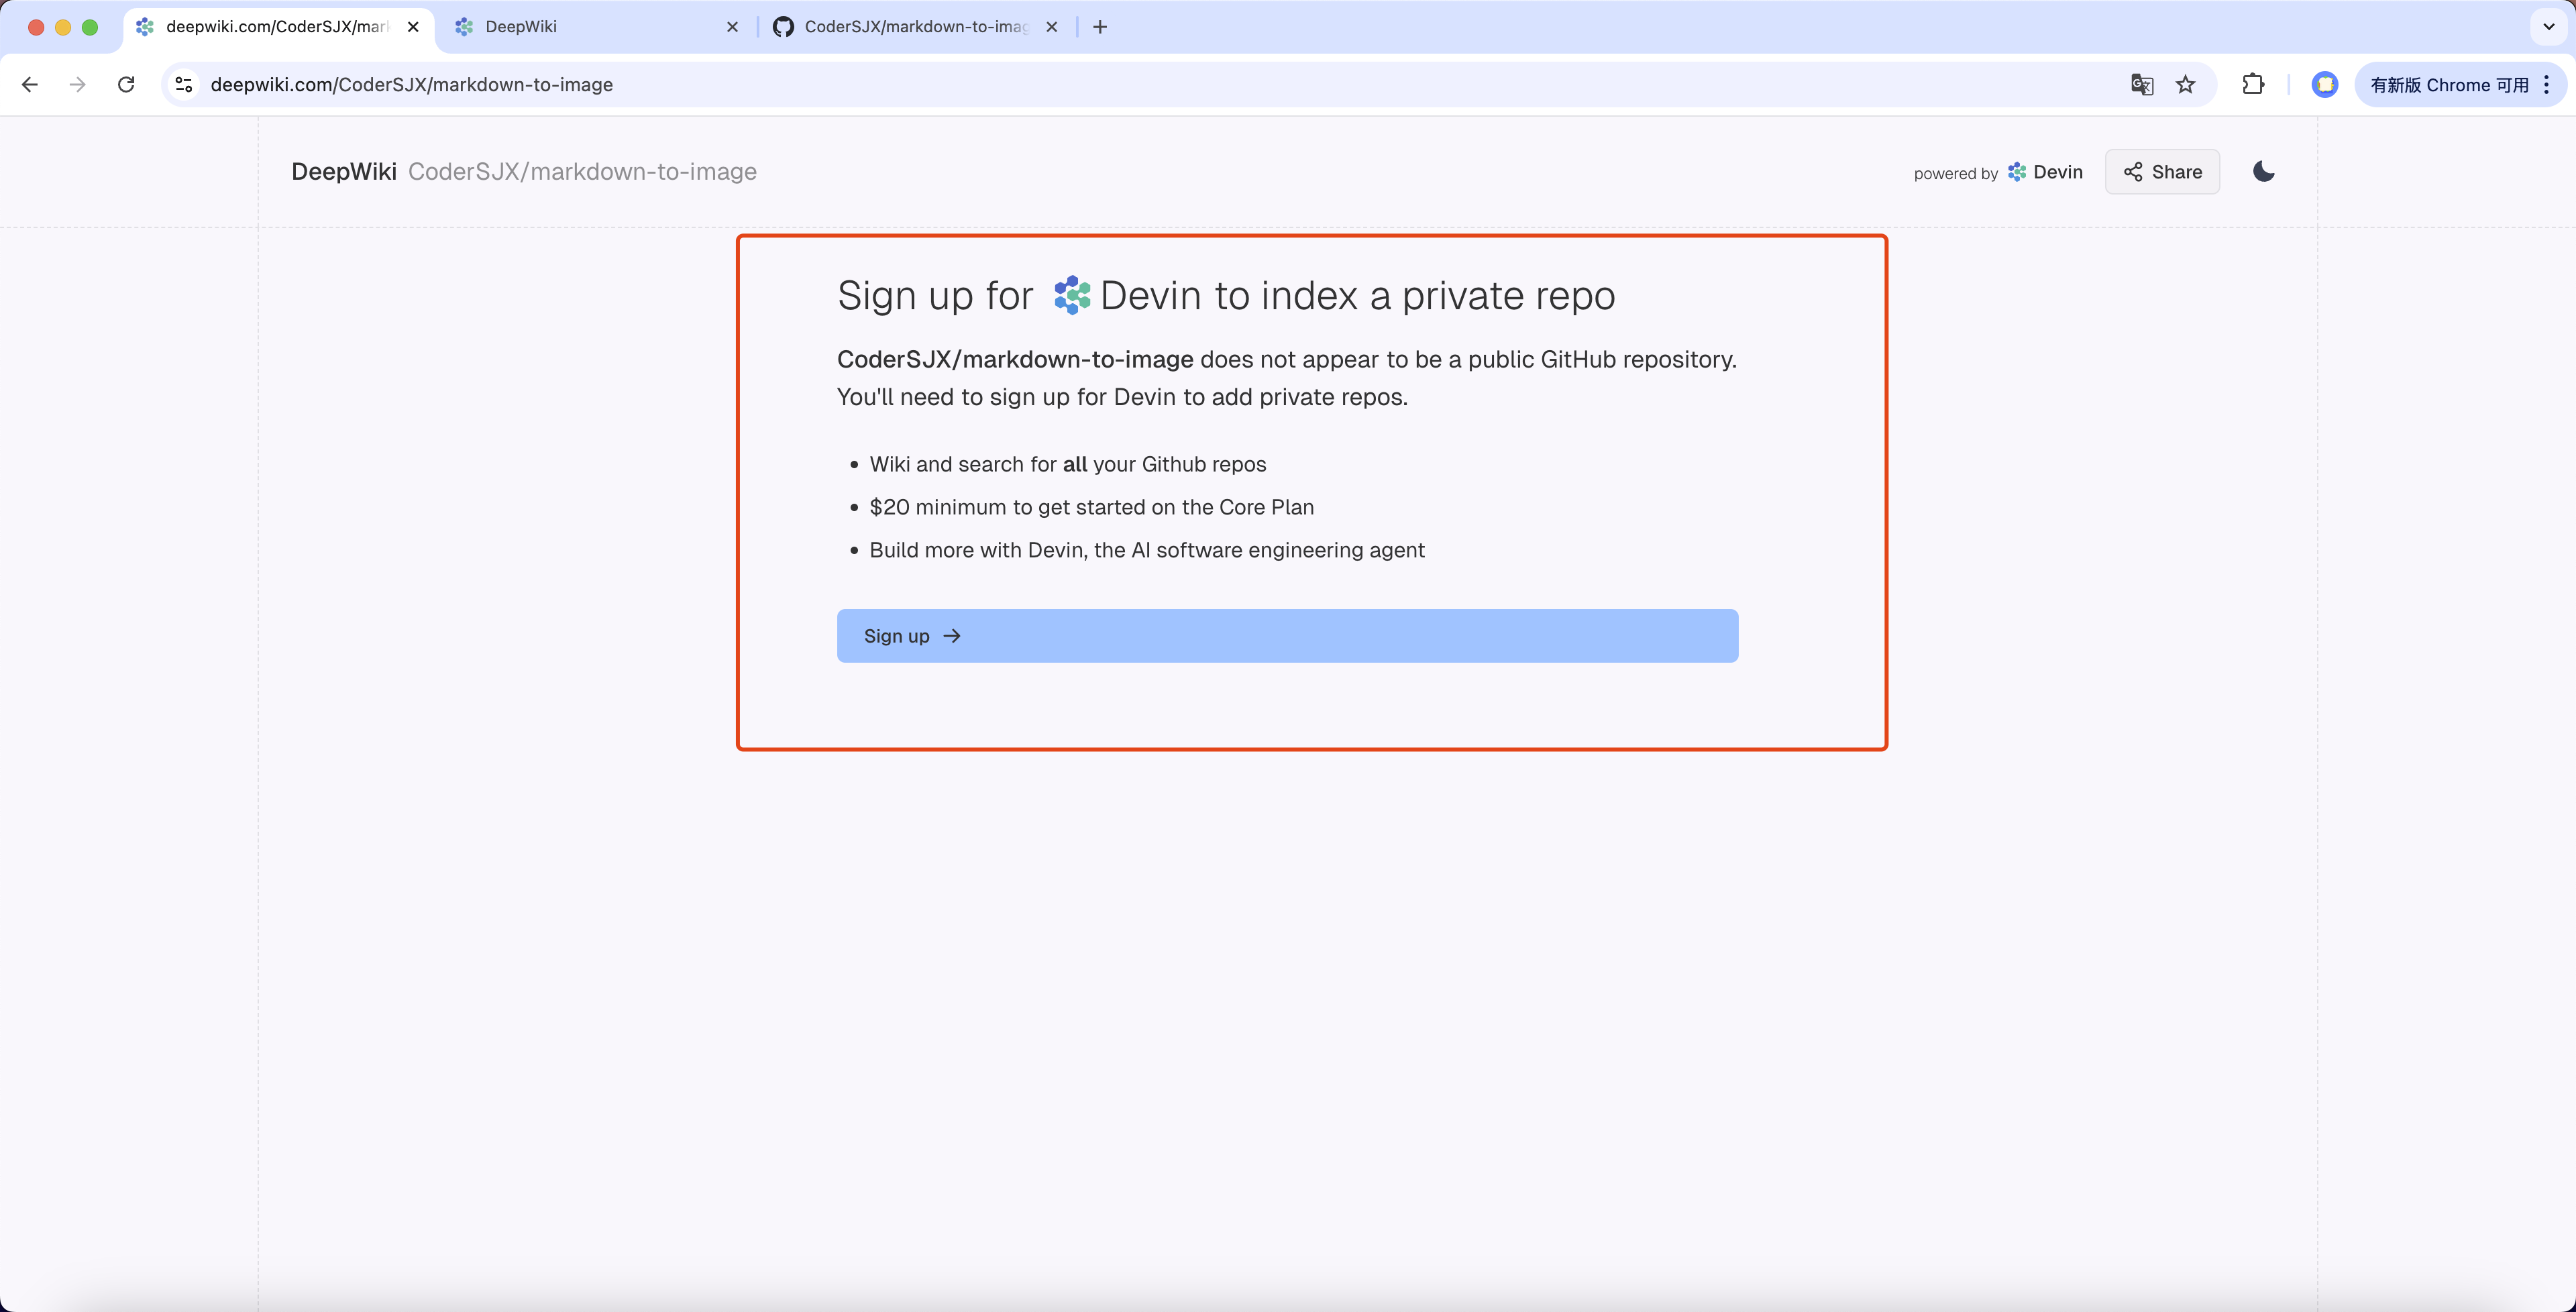 deepwiki.com/CoderSJX/mar
DeepWiki
CoderSJX/markdown-to-imag
deepwiki.com/CoderSJX/markdown-to-image
有新版 Chrome 可用
DeepWiki CoderSJX/markdown-to-image
powered by Devin
Share
Sign up for Devin to index a private repo
CoderSJX/markdown-to-image does not appear to be a public GitHub repository.
You'll need to sign up for Devin to add private repos.
• Wiki and search for all your Github repos
• $20 minimum to get started on the Core Plan
• Build more with Devin, the AI software engineering agent
Sign up →